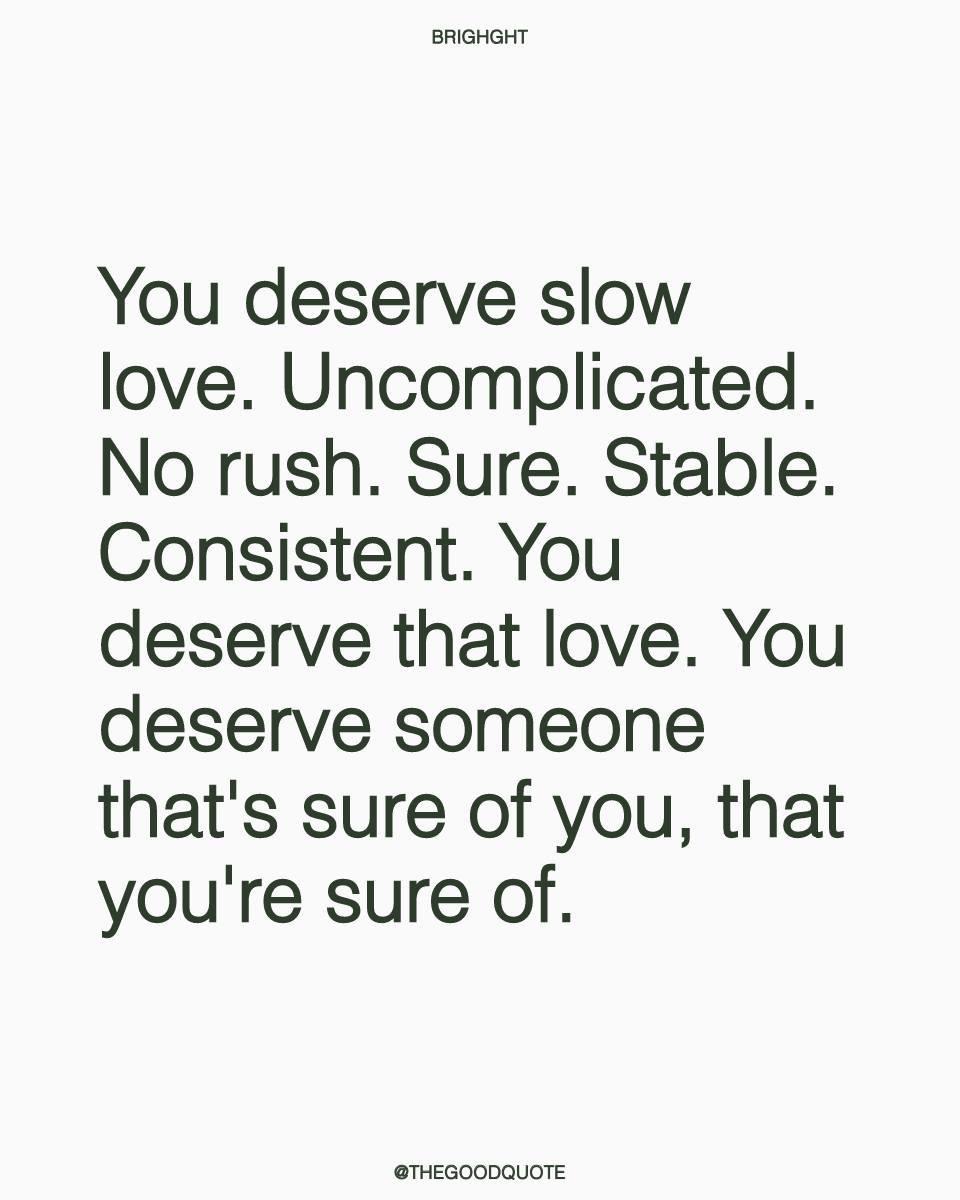 BRIGHGHT
You deserve slow
love. Uncomplicated.
No rush. Sure. Stable.
Consistent. You
deserve that love. You
deserve someone
that's sure of you, that
you're sure of.
@THEGOODQUOTE